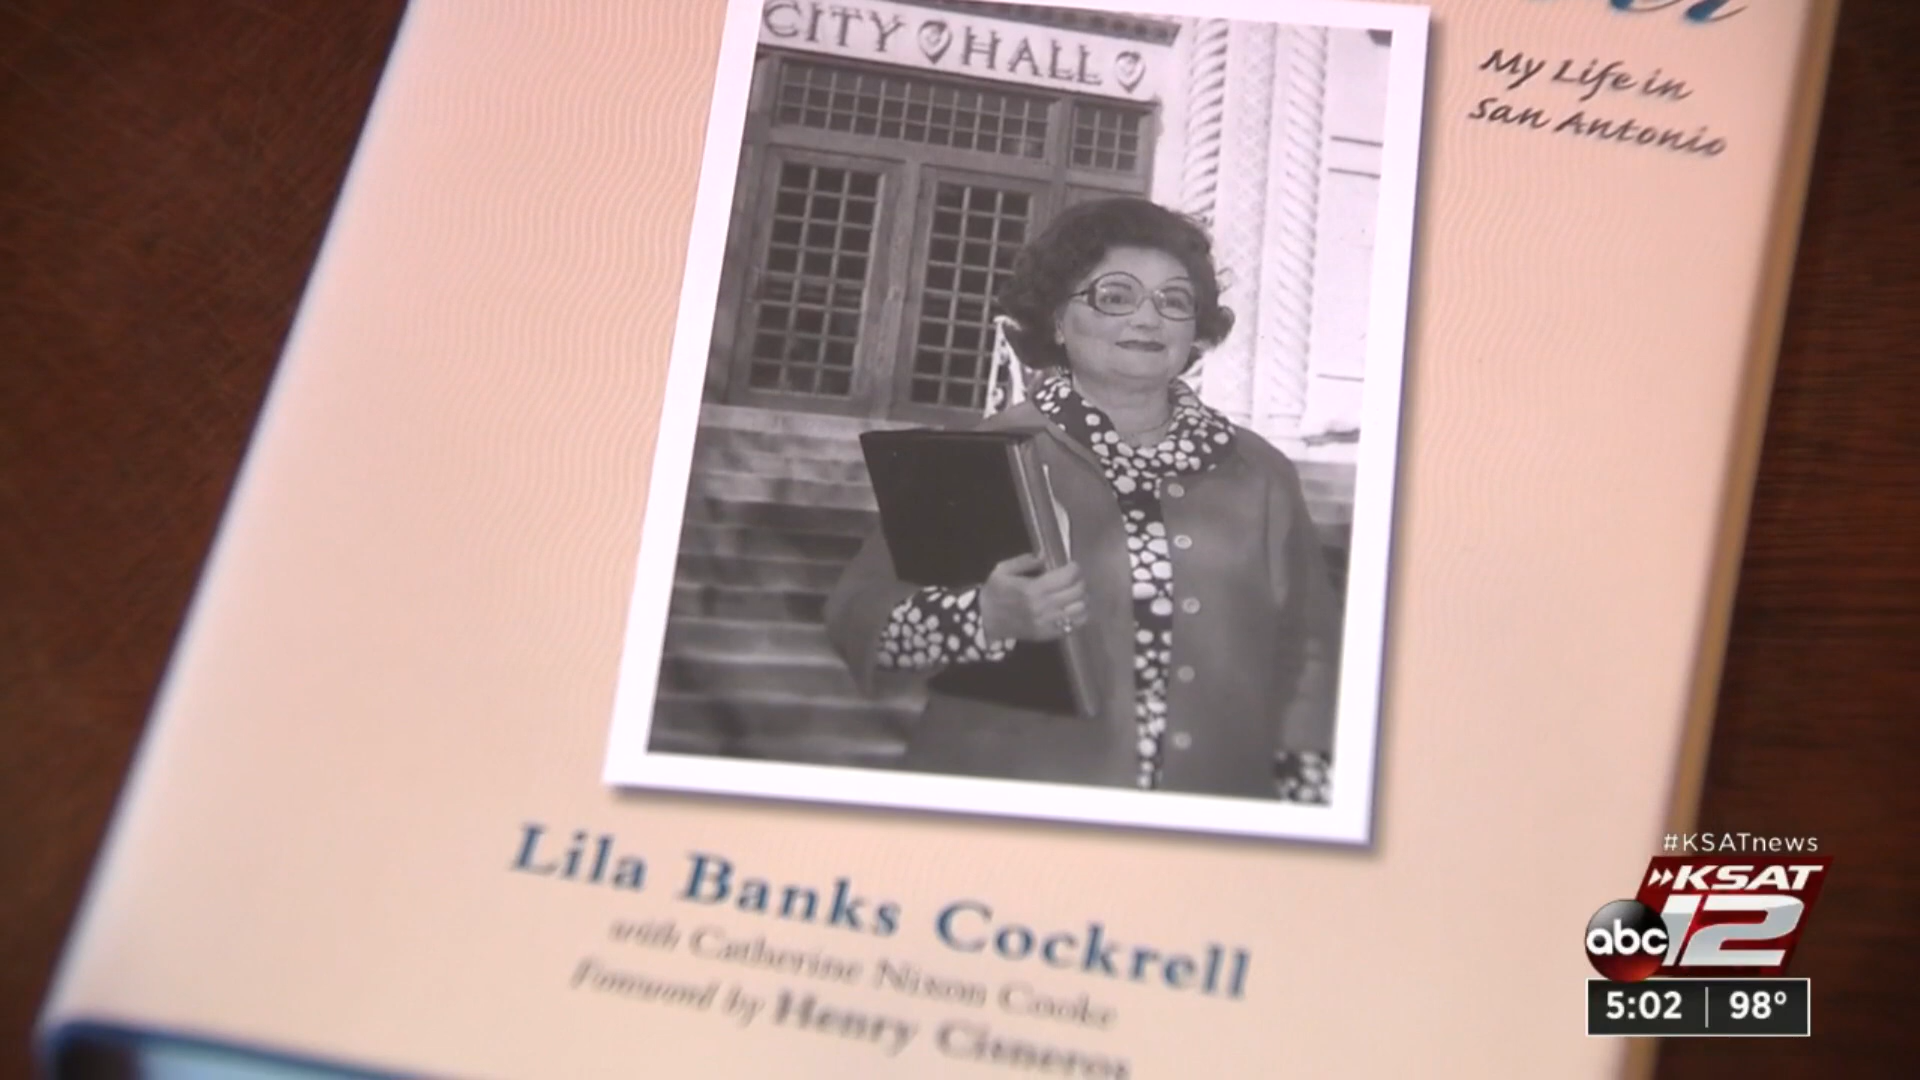 CITY HALL
My Life in
San Antonio
Lila Banks Cockrell
with Catherine Nixon Cooke
Foreword by Henry Cisneros
#KSATnews
KSAT
12
abc
5:02 98°